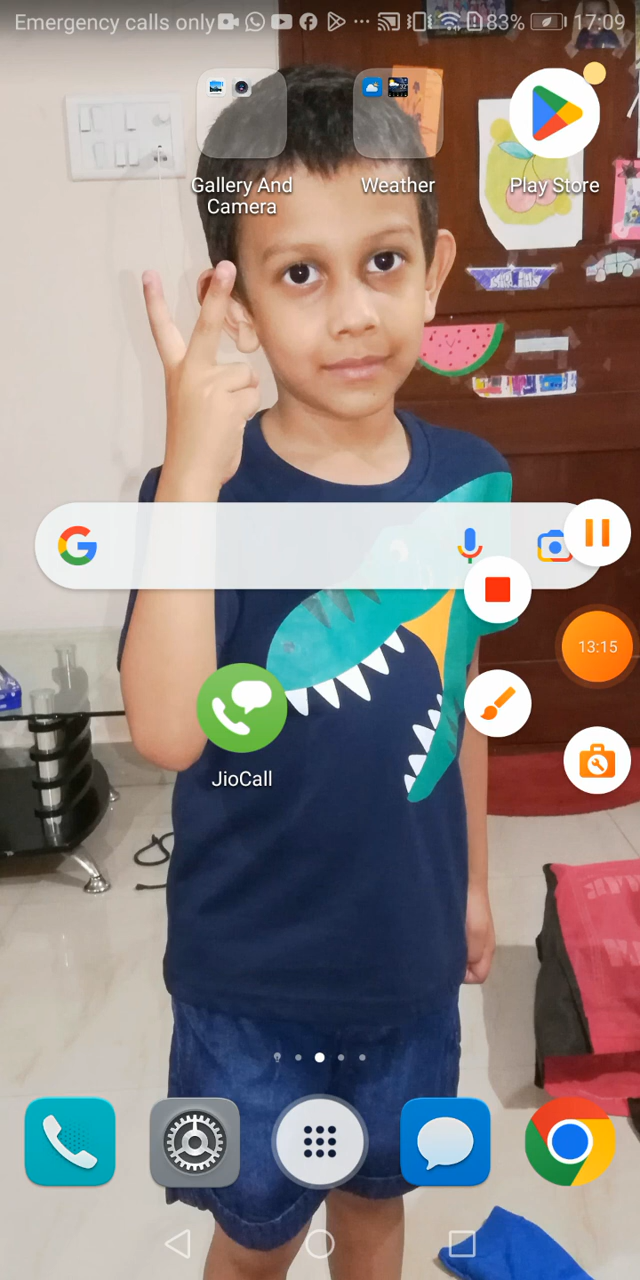 Emergency calls only 83% 17:09
Gallery And
Camera
Weather
Play Store
13:15
JioCall